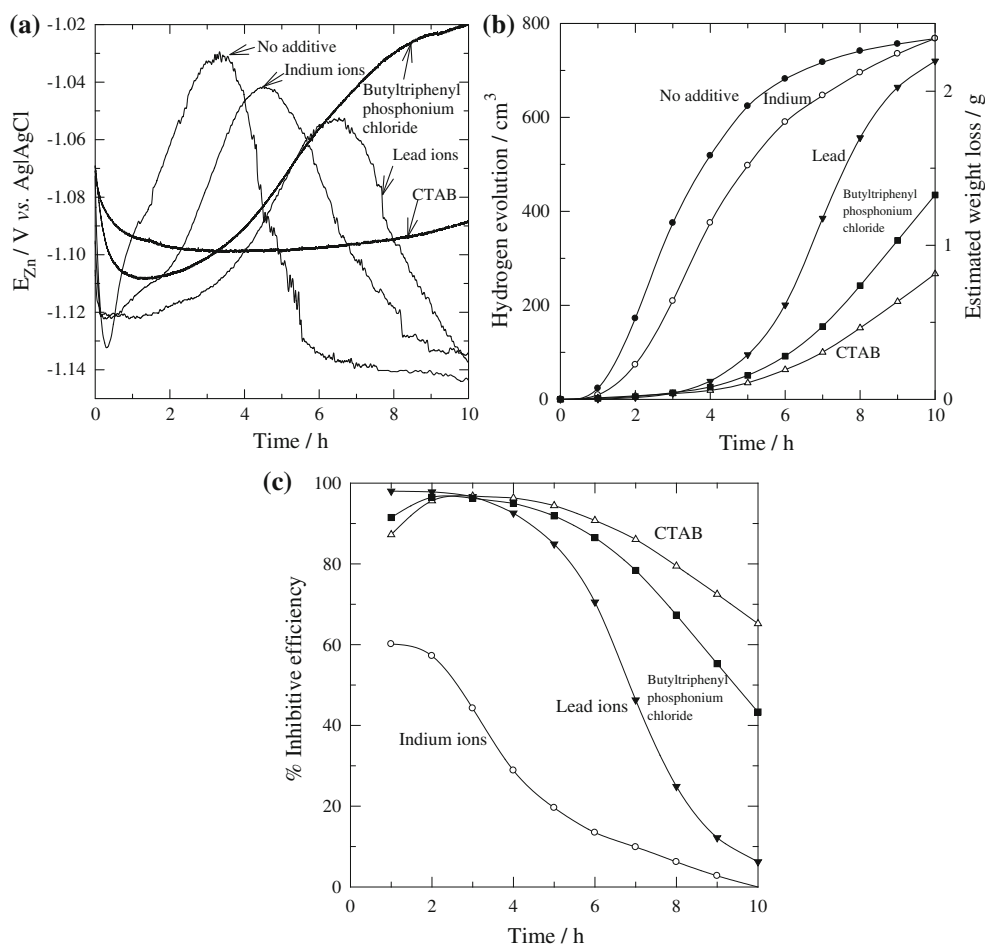 (a)
-1.02
-1.04
-1.06
-1.08
-1.10
-1.12
-1.14
E_Zn / V vs. Ag|AgCl
No additive
Indium ions
Butyltriphenyl
phosphonium
chloride
Lead ions
CTAB
0 2 4 6 8 10
Time / h
(b)
800
600
400
200
0
Hydrogen evolution / cm³
No additive
Indium
Lead
Butyltriphenyl
phosphonium
chloride
CTAB
2
1
0
Estimated weight loss / g
0 2 4 6 8 10
Time / h
(c)
100
80
60
40
20
0
% Inhibitive efficiency
CTAB
Butyltriphenyl
phosphonium
chloride
Lead ions
Indium ions
0 2 4 6 8 10
Time / h